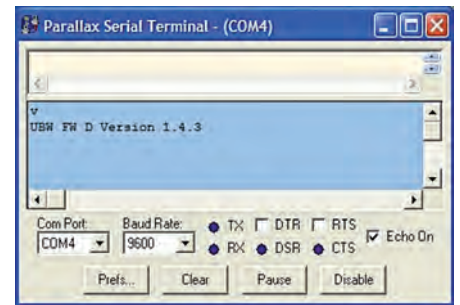 Parallax Serial Terminal - (COM4)
v
UBW FW D Version 1.4.3
Com Port: Baud Rate: TX DTR RTS
COM4 9600 RX DSR CTS Echo On
Prefs... Clear Pause Disable